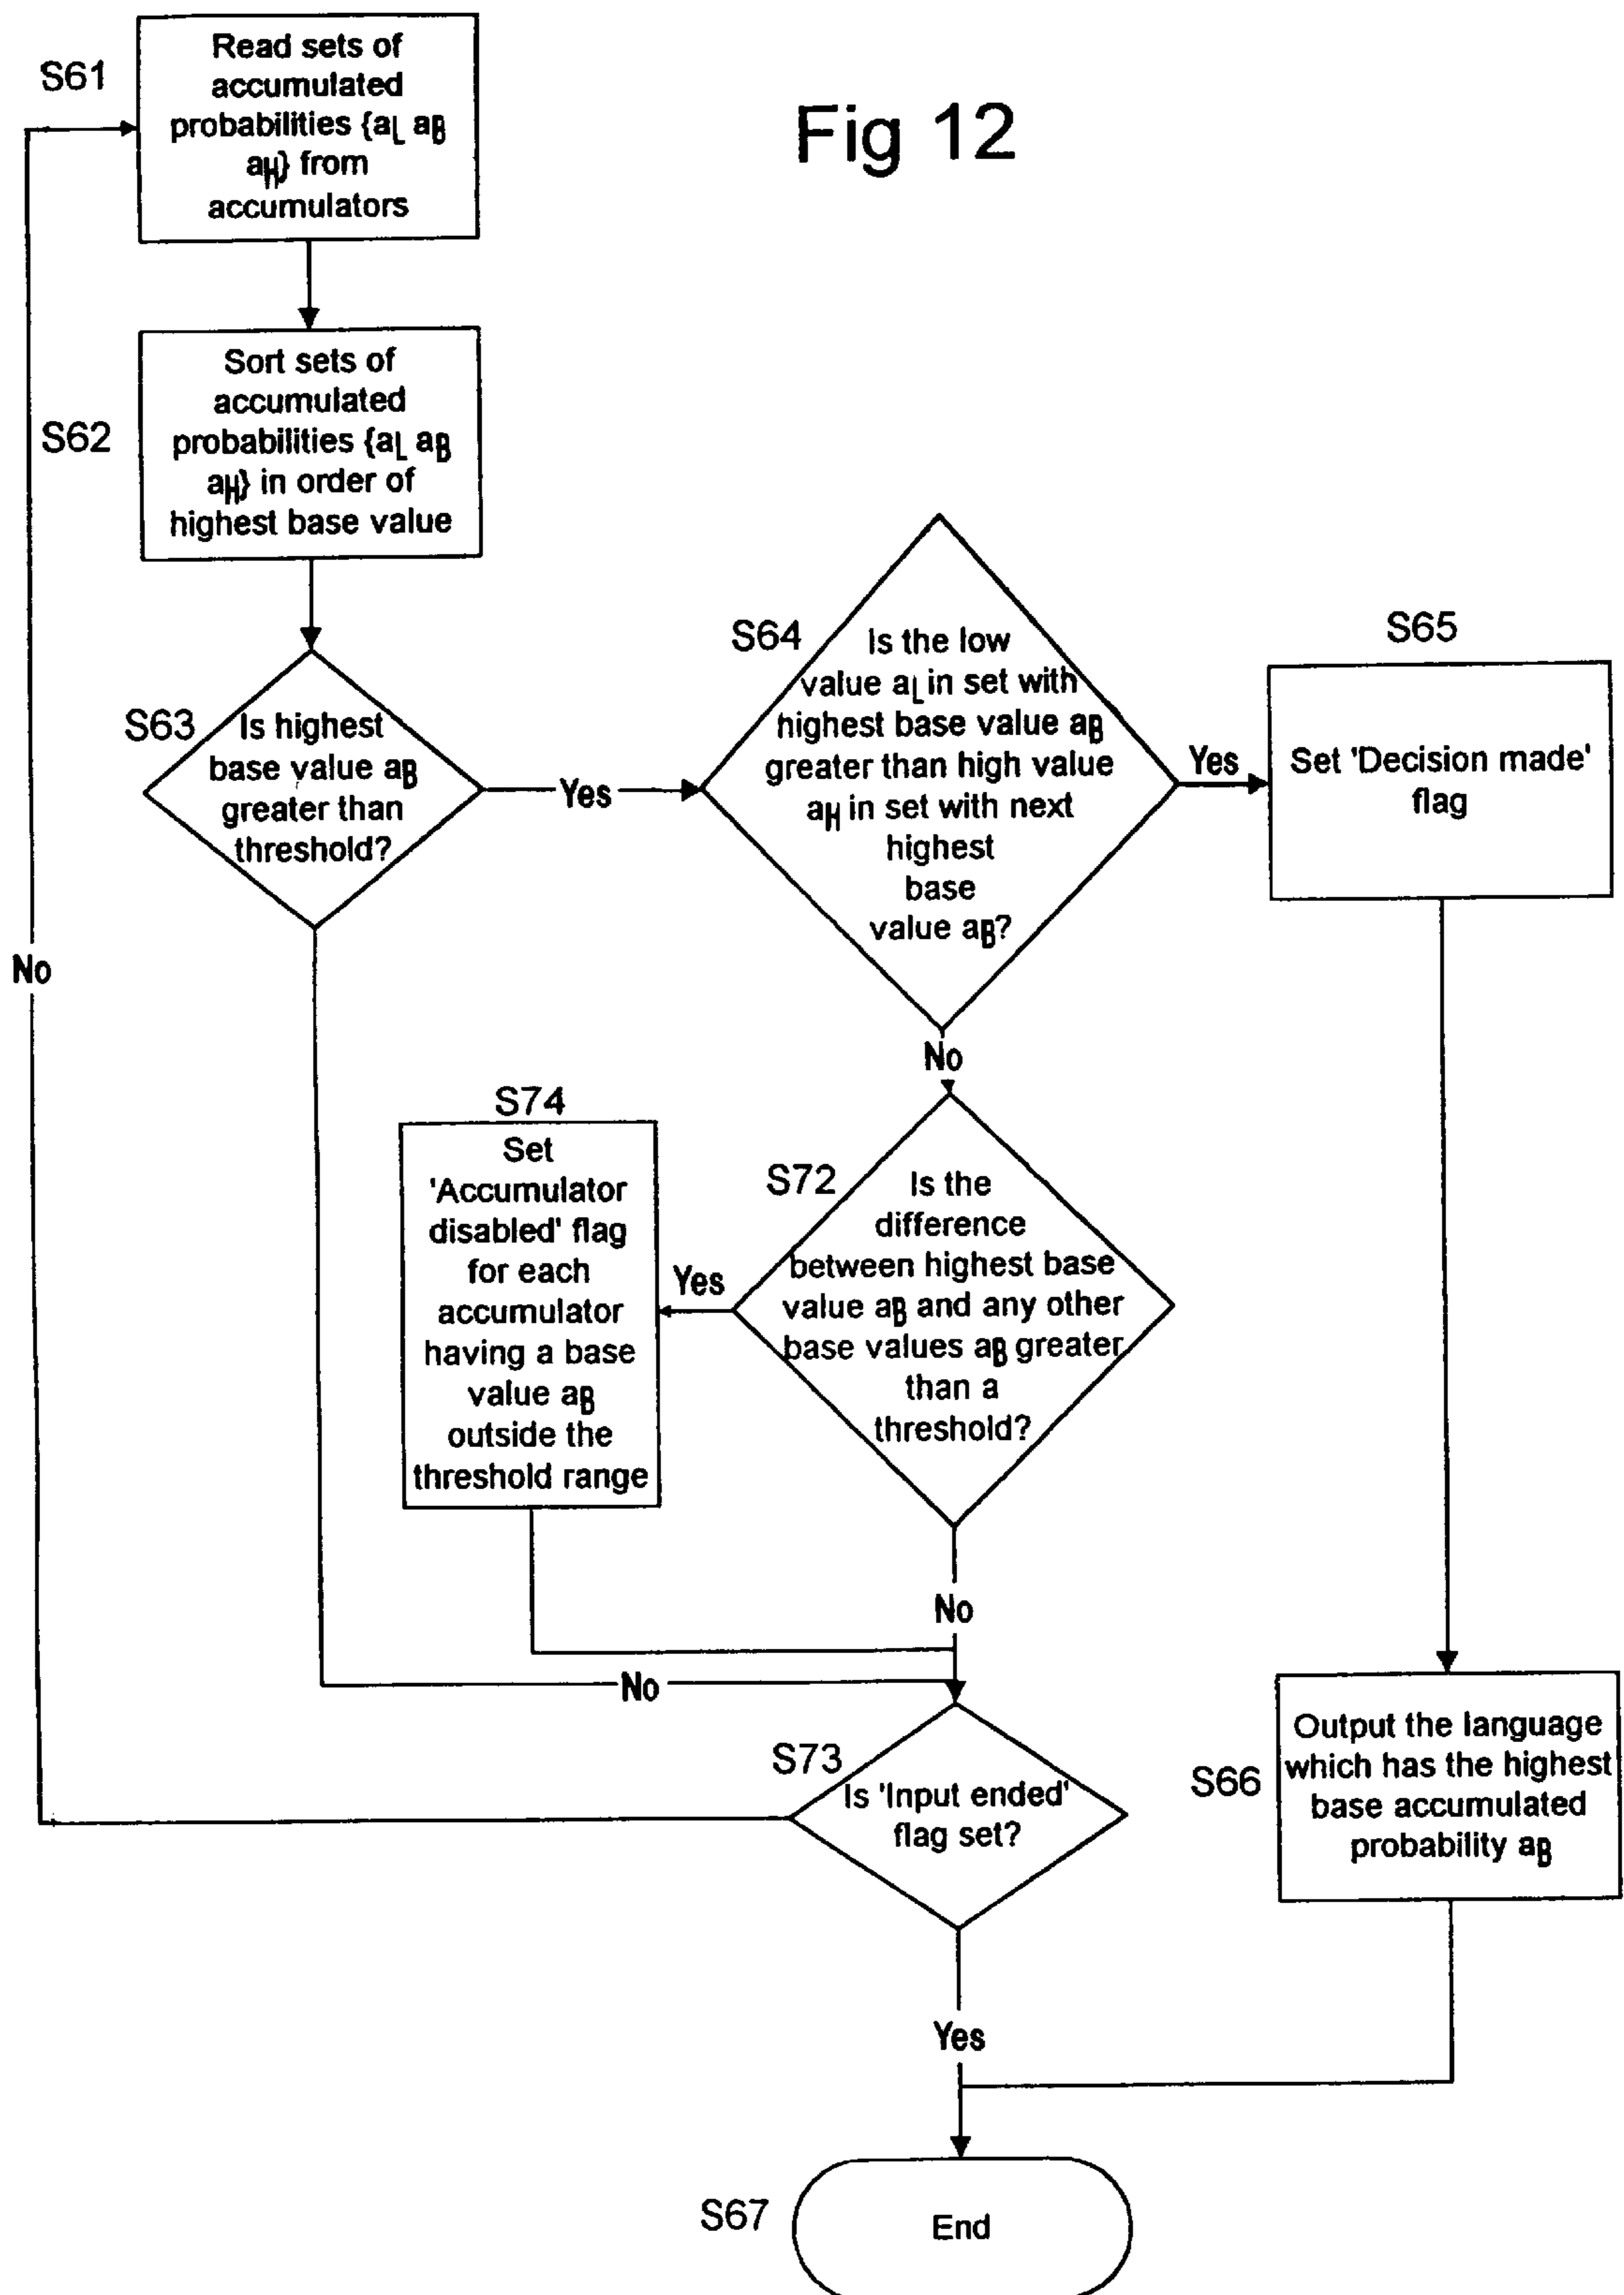 Fig 12
S61
Read sets of
accumulated
probabilities {aL aB
aH} from
accumulators
S62
Sort sets of
accumulated
probabilities {aL aB
aH} in order of
highest base value
S63
Is highest
base value aB
greater than
threshold?
Yes
S64
Is the low
value aL in set with
highest base value aB
greater than high value
aH in set with next
highest
base
value aB?
Yes
S65
Set 'Decision made'
flag
No
No
S74
Set
'Accumulator
disabled' flag
for each
accumulator
having a base
value aB
outside the
threshold range
Yes
S72
Is the
difference
between highest base
value aB and any other
base values aB greater
than a
threshold?
No
No
S73
Is 'Input ended'
flag set?
S66
Output the language
which has the highest
base accumulated
probability aB
Yes
S67
End